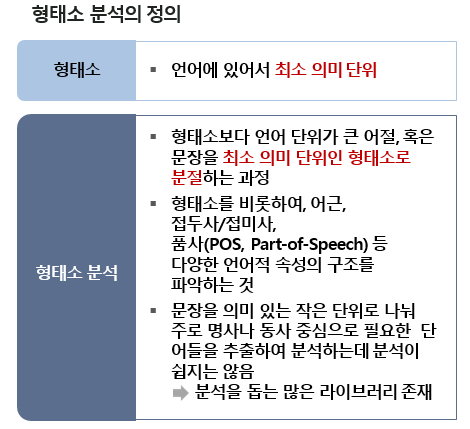 형태소 분석의 정의
형태소
▪ 언어에 있어서 최소 의미 단위
형태소 분석
▪ 형태소보다 언어 단위가 큰 어절, 혹은
문장을 최소 의미 단위인 형태소로
분절하는 과정
▪ 형태소를 비롯하여, 어근,
접두사/접미사,
품사(POS, Part-of-Speech) 등
다양한 언어적 속성의 구조를
파악하는 것
▪ 문장을 의미 있는 작은 단위로 나눠
주로 명사나 동사 중심으로 필요한 단
어들을 추출하여 분석하는데 분석이
쉽지는 않음
➡ 분석을 돕는 많은 라이브러리 존재